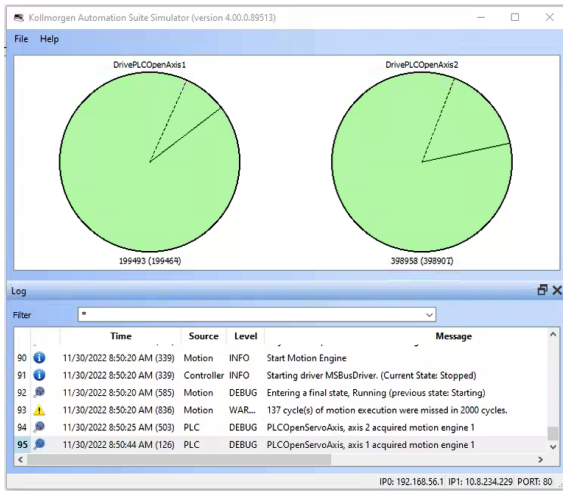 Kollmorgen Automation Suite Simulator (version 4.00.0.89513)
File Help
DrivePLCOpenAxis1 DrivePLCOpenAxis2
199493 (199464) 398958 (398901)
Log
Filter *
Time Source Level Message
90 11/30/2022 8:50:20 AM (339) Motion INFO Start Motion Engine
91 11/30/2022 8:50:20 AM (339) Controller INFO Starting driver MSBusDriver. (Current State: Stopped)
92 11/30/2022 8:50:20 AM (585) Motion DEBUG Entering a final state, Running (previous state: Starting)
93 11/30/2022 8:50:20 AM (836) Motion WAR... 137 cycle(s) of motion execution were missed in 2000 cycles.
94 11/30/2022 8:50:25 AM (503) PLC DEBUG PLCOpenServoAxis, axis 2 acquired motion engine 1
95 11/30/2022 8:50:44 AM (126) PLC DEBUG PLCOpenServoAxis, axis 1 acquired motion engine 1
IP0: 192.168.56.1 IP1: 10.8.234.229 PORT: 80